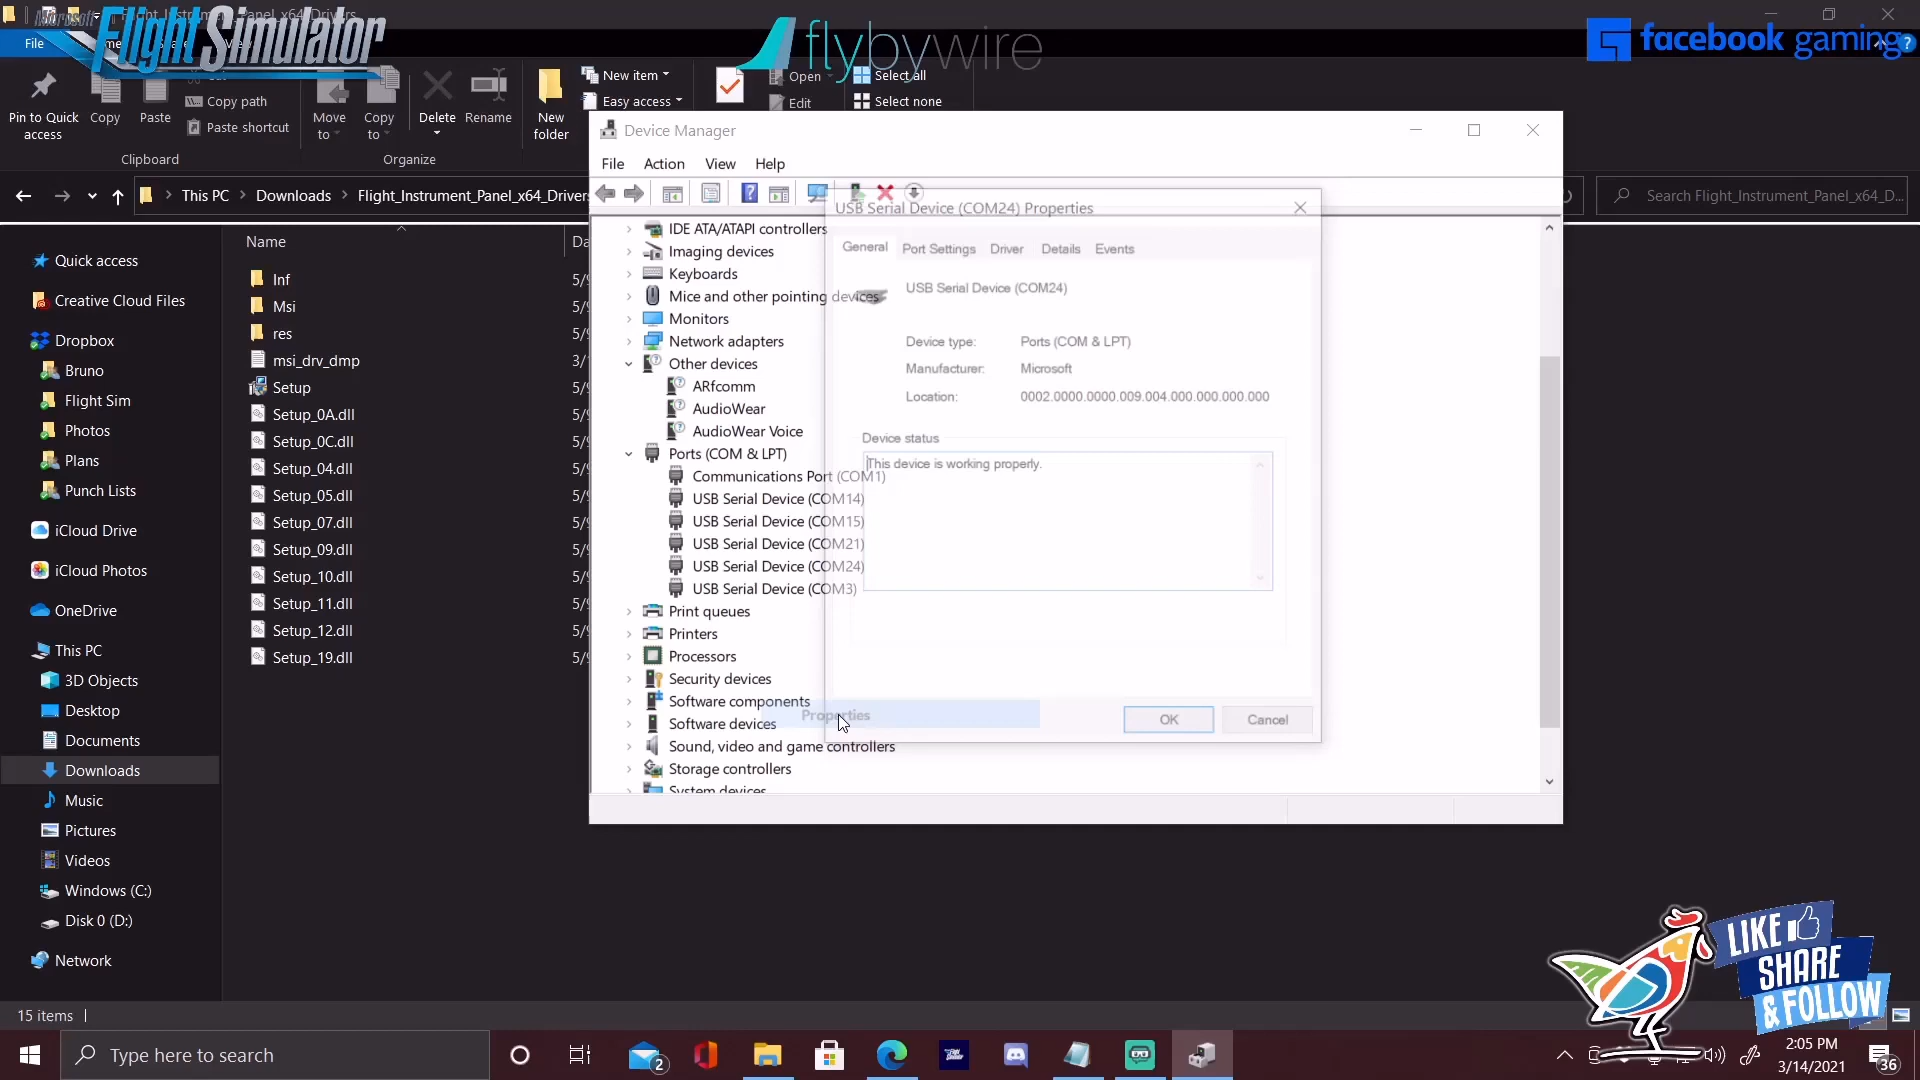 Microsoft
Flight Simulator
flybywire
facebook gaming
File
Pin to Quick access
Copy
Paste
Copy path
Paste shortcut
Move to
Copy to
Delete
Rename
New folder
New item
Easy access
Open
Edit
Select all
Select none
Clipboard
Organize
This PC
Downloads
Flight_Instrument_Panel_x64_Driver
Search Flight_Instrument_Panel_x64_D...
Quick access
Creative Cloud Files
Dropbox
Bruno
Flight Sim
Photos
Plans
Punch Lists
iCloud Drive
iCloud Photos
OneDrive
This PC
3D Objects
Desktop
Documents
Downloads
Music
Pictures
Videos
Windows (C:)
Disk 0 (D:)
Network
15 items
Name
Da
Inf
Msi
res
msi_drv_dmp
Setup
Setup_0A.dll
Setup_0C.dll
Setup_04.dll
Setup_05.dll
Setup_07.dll
Setup_09.dll
Setup_10.dll
Setup_11.dll
Setup_12.dll
Setup_19.dll
Device Manager
File
Action
View
Help
IDE ATA/ATAPI controllers
Imaging devices
Keyboards
Mice and other pointing devices
Monitors
Network adapters
Other devices
ARfcomm
AudioWear
AudioWear Voice
Ports (COM & LPT)
Communications Port (COM1)
USB Serial Device (COM14)
USB Serial Device (COM15)
USB Serial Device (COM21)
USB Serial Device (COM24)
USB Serial Device (COM3)
Print queues
Printers
Processors
Security devices
Software components
Software devices
Sound, video and game controllers
Storage controllers
System devices
Properties
USB Serial Device (COM24) Properties
General
Port Settings
Driver
Details
Events
USB Serial Device (COM24)
Device type:
Ports (COM & LPT)
Manufacturer:
Microsoft
Location:
0002.0000.0000.009.004.000.000.000.000
Device status
This device is working properly.
OK
Cancel
LIKE
SHARE
& FOLLOW
Type here to search
2
2:05 PM
3/14/2021
36